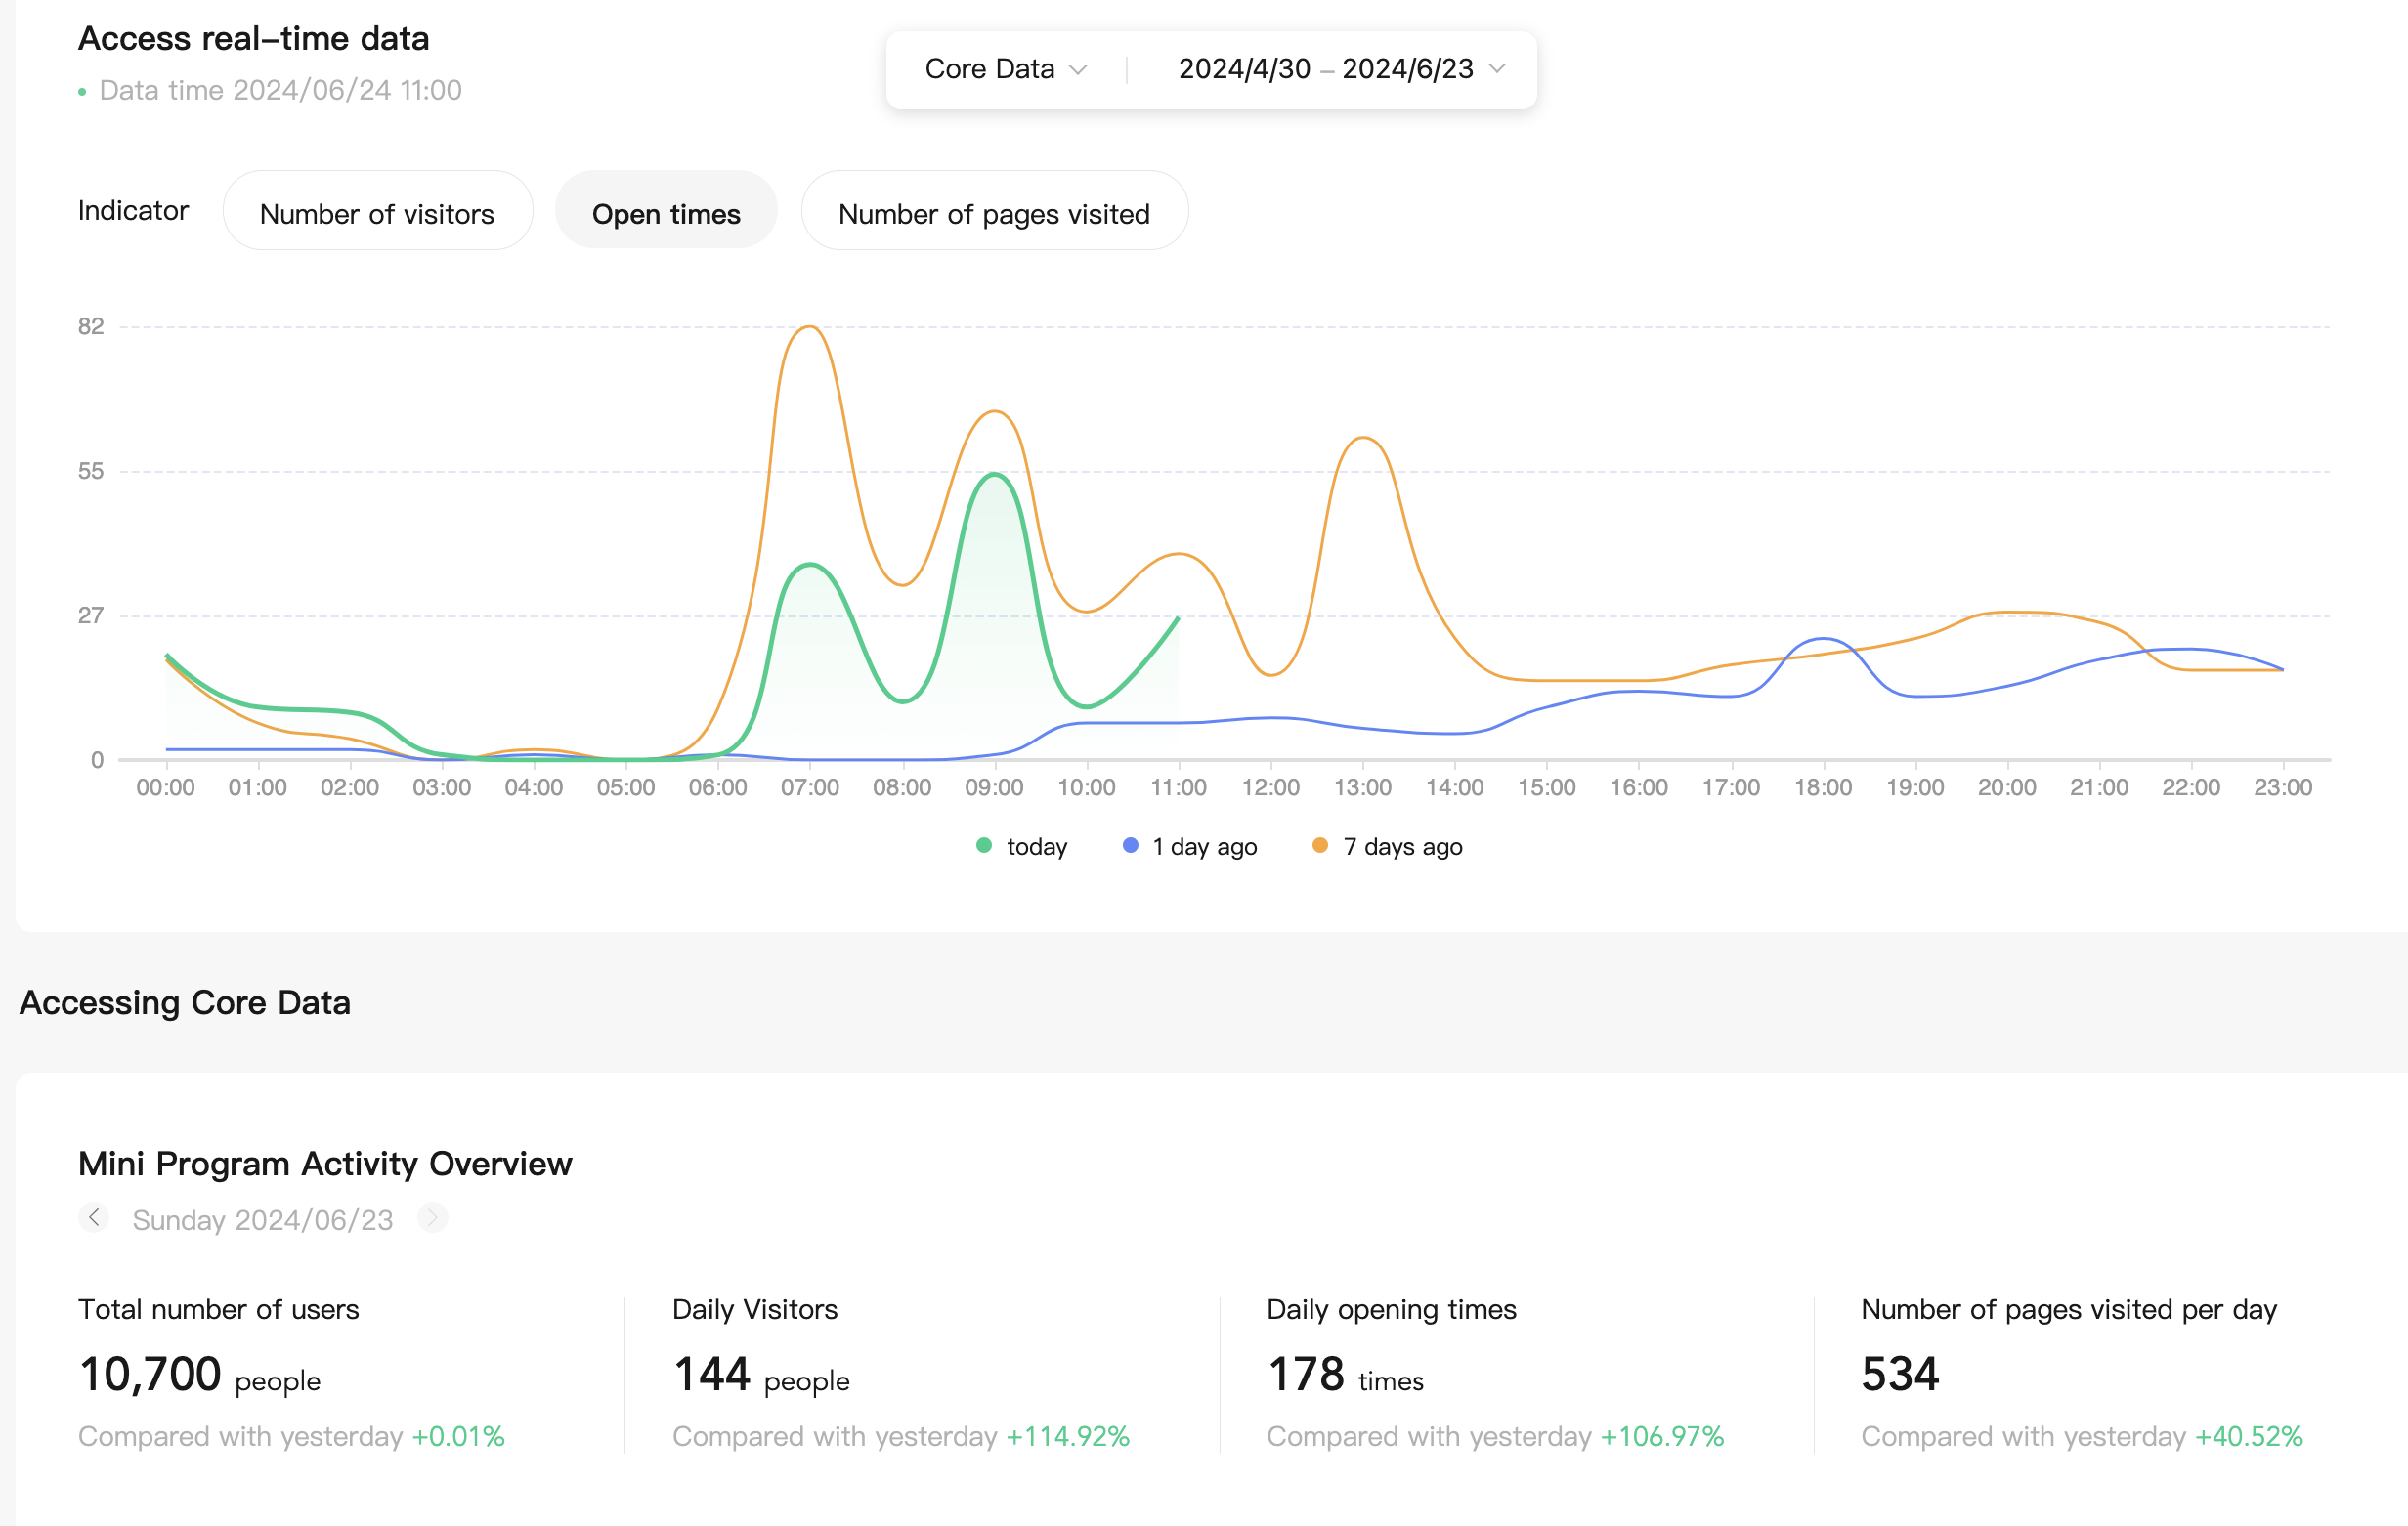 Access real-time data
Data time 2024/06/24 11:00
Core Data
2024/4/30 – 2024/6/23
Indicator Number of visitors Open times Number of pages visited
82
55
27
0
00:00 01:00 02:00 03:00 04:00 05:00 06:00 07:00 08:00 09:00 10:00 11:00 12:00 13:00 14:00 15:00 16:00 17:00 18:00 19:00 20:00 21:00 22:00 23:00
today 1 day ago 7 days ago
Accessing Core Data
Mini Program Activity Overview
Sunday 2024/06/23
Total number of users
10,700 people
Compared with yesterday +0.01%
Daily Visitors
144 people
Compared with yesterday +114.92%
Daily opening times
178 times
Compared with yesterday +106.97%
Number of pages visited per day
534
Compared with yesterday +40.52%